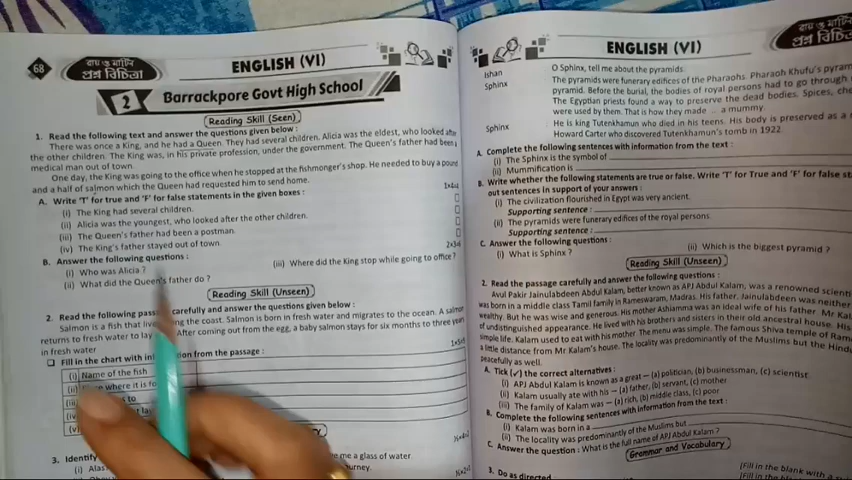 68
রায় ও মার্টিন
প্রশ্ন বিচিত্রা
ENGLISH (VI)
2
Barrackpore Govt High School
Reading Skill (Seen)
1. Read the following text and answer the questions given below :
There was once a King, and he had a Queen. They had several children. Alicia was the eldest, who looked after
the other children. The King was, in his private profession, under the government. The Queen's father had been a
medical man out of town.
One day, the King was going to the office when he stopped at the fishmonger's shop. He needed to buy a pound
and a half of salmon which the Queen had requested him to send home.
A. Write 'T' for true and 'F' for false statements in the given boxes :
(i) The King had several children.
(ii) Alicia was the youngest, who looked after the other children.
(iii) The Queen's father had been a postman.
(iv) The King's father stayed out of town.
B. Answer the following questions :
(i) Who was Alicia ?
(ii) What did the Queen's father do ?
(iii) Where did the King stop while going to office?
Reading Skill (Unseen)
2. Read the following carefully and answer the questions given below :
Salmon is a fish that the coast. Salmon is born in fresh water and migrates to the ocean. A salmon
returns to fresh water to After coming out from the egg, a baby salmon stays for six months to three years
in fresh water
Fill in the chart with from the passage :
(i) Name of the fish
where it is
to
(v)
3. Identify me a glass of water.
(i)
ENGLISH (VI)
রায় ও মার্টিন
প্রশ্ন বিচিত্রা
Ishan O Sphinx, tell me about the pyramids.
Sphinx The pyramids were funerary edifices of the Pharaohs. Pharaoh Khufu's
pyramid. Before the burial, the bodies of royal persons had to go through
The Egyptian priests found a way to preserve the dead bodies. Spices,
were used by them. That is how they made ... a mummy.
Sphinx He is king Tutenkhamun who died in his teens. His body is preserved as a
Howard Carter who discovered Tutenkhamun's tomb in 1922.
A. Complete the following sentences with information from the text :
(i) The Sphinx is the symbol of
(ii) Mummification is
B. Write whether the following statements are true or false. Write 'T' for True and 'F' for false
out sentences in support of your answers :
(i) The civilization flourished in Egypt was very ancient.
Supporting sentence :
(ii) The pyramids were funerary edifices of the royal persons.
Supporting sentence :
C. Answer the following questions :
(i) What is Sphinx ?
(ii) Which is the biggest pyramid ?
Reading Skill (Unseen)
2. Read the passage carefully and answer the following questions :
Avul Pakir Jainulabdeen Abdul Kalam, better known as APJ Abdul Kalam, was a renowned
was born in a middle class Tamil family in Rameswaram, Madras. His father, Jainulabdeen was neither
wealthy. But he was wise and generous. His mother Ashiamma was an ideal wife of his father. Mr
of undistinguished appearance. He lived with his brothers and sisters in their old ancestral house. His
simple life. Kalam used to eat with his mother. The menu was simple. The famous Shiva temple of
a little distance from Mr Kalam's house. The locality was predominantly of the Muslims but the
peacefully as well.
A. Tick (✓) the correct alternatives :
(i) APJ Abdul Kalam is known as a great — (a) politician, (b) businessman, (c) scientist.
(ii) Kalam usually ate with his — (a) father, (b) servant, (c) mother
(iii) The family of Kalam was — (a) rich, (b) middle class, (c) poor
B. Complete the following sentences with information from the text :
(i) Kalam was born in a
(ii) The locality was predominantly of the Muslims but
C. Answer the question : What is the full name of APJ Abdul Kalam ?
Grammar and Vocabulary
3. Do as directed
[Fill in the blank with a